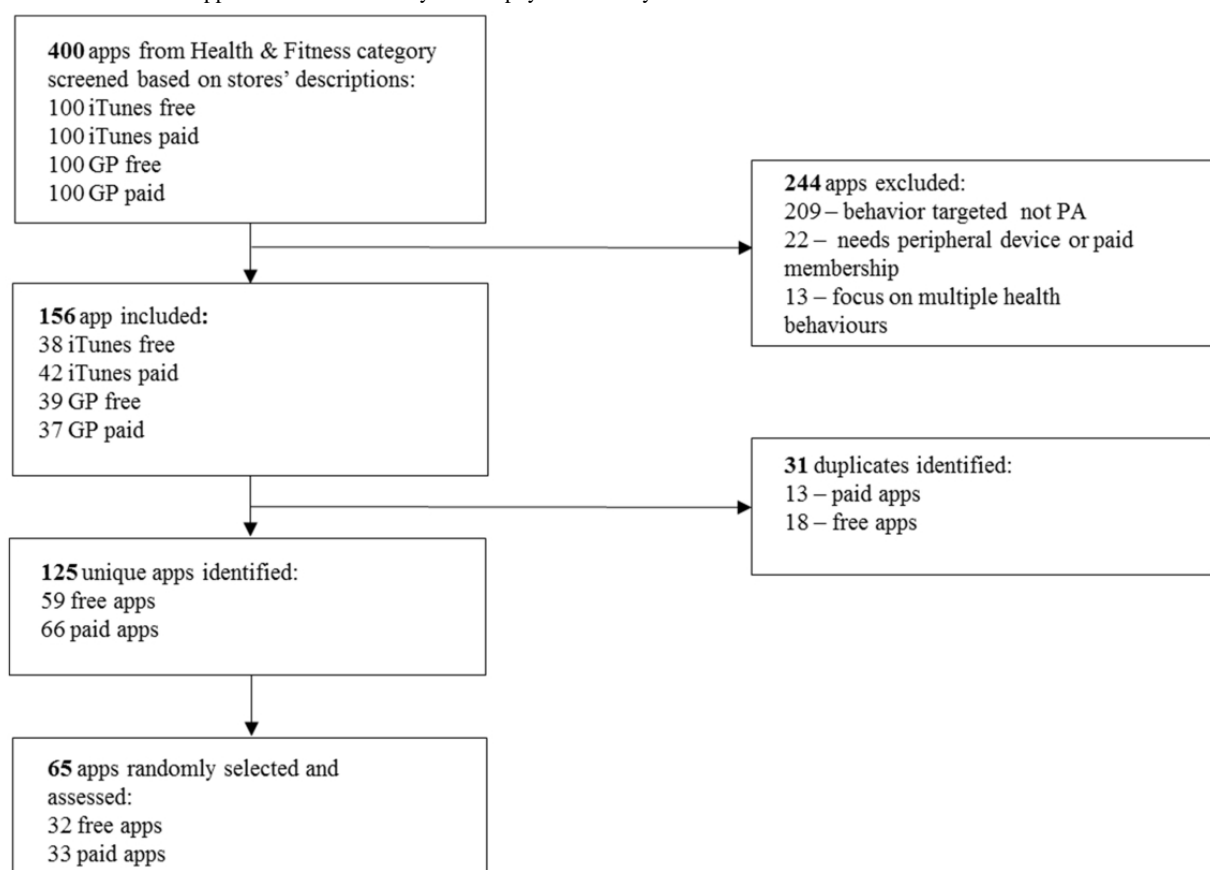 400 apps from Health & Fitness category
screened based on stores’ descriptions:
100 iTunes free
100 iTunes paid
100 GP free
100 GP paid
244 apps excluded:
209 – behavior targeted not PA
22 – needs peripheral device or paid
membership
13 – focus on multiple health
behaviours
156 app included:
38 iTunes free
42 iTunes paid
39 GP free
37 GP paid
31 duplicates identified:
13 – paid apps
18 – free apps
125 unique apps identified:
59 free apps
66 paid apps
65 apps randomly selected and
assessed:
32 free apps
33 paid apps